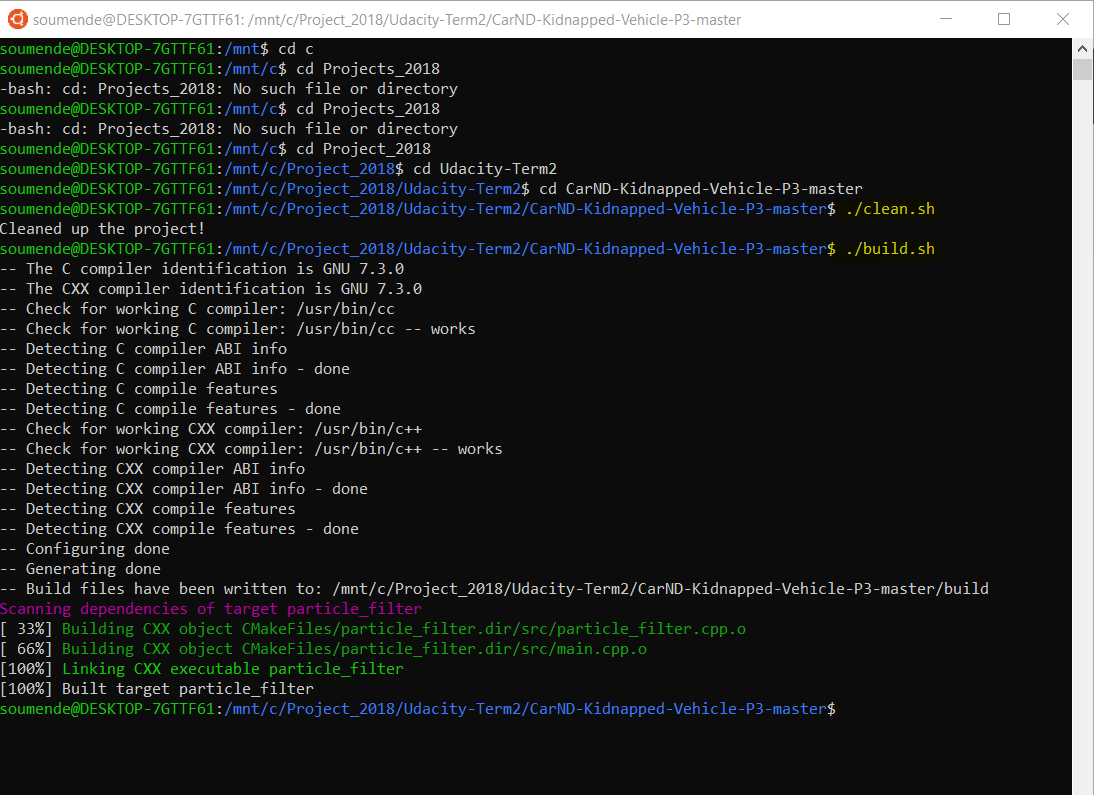 soumende@DESKTOP-7GTTF61: /mnt/c/Project_2018/Udacity-Term2/CarND-Kidnapped-Vehicle-P3-master
soumende@DESKTOP-7GTTF61:/mnt$ cd c
soumende@DESKTOP-7GTTF61:/mnt/c$ cd Projects_2018
-bash: cd: Projects_2018: No such file or directory
soumende@DESKTOP-7GTTF61:/mnt/c$ cd Projects_2018
-bash: cd: Projects_2018: No such file or directory
soumende@DESKTOP-7GTTF61:/mnt/c$ cd Project_2018
soumende@DESKTOP-7GTTF61:/mnt/c/Project_2018$ cd Udacity-Term2
soumende@DESKTOP-7GTTF61:/mnt/c/Project_2018/Udacity-Term2$ cd CarND-Kidnapped-Vehicle-P3-master
soumende@DESKTOP-7GTTF61:/mnt/c/Project_2018/Udacity-Term2/CarND-Kidnapped-Vehicle-P3-master$ ./clean.sh
Cleaned up the project!
soumende@DESKTOP-7GTTF61:/mnt/c/Project_2018/Udacity-Term2/CarND-Kidnapped-Vehicle-P3-master$ ./build.sh
-- The C compiler identification is GNU 7.3.0
-- The CXX compiler identification is GNU 7.3.0
-- Check for working C compiler: /usr/bin/cc
-- Check for working C compiler: /usr/bin/cc -- works
-- Detecting C compiler ABI info
-- Detecting C compiler ABI info - done
-- Detecting C compile features
-- Detecting C compile features - done
-- Check for working CXX compiler: /usr/bin/c++
-- Check for working CXX compiler: /usr/bin/c++ -- works
-- Detecting CXX compiler ABI info
-- Detecting CXX compiler ABI info - done
-- Detecting CXX compile features
-- Detecting CXX compile features - done
-- Configuring done
-- Generating done
-- Build files have been written to: /mnt/c/Project_2018/Udacity-Term2/CarND-Kidnapped-Vehicle-P3-master/build
Scanning dependencies of target particle_filter
[ 33%] Building CXX object CMakeFiles/particle_filter.dir/src/particle_filter.cpp.o
[ 66%] Building CXX object CMakeFiles/particle_filter.dir/src/main.cpp.o
[100%] Linking CXX executable particle_filter
[100%] Built target particle_filter
soumende@DESKTOP-7GTTF61:/mnt/c/Project_2018/Udacity-Term2/CarND-Kidnapped-Vehicle-P3-master$